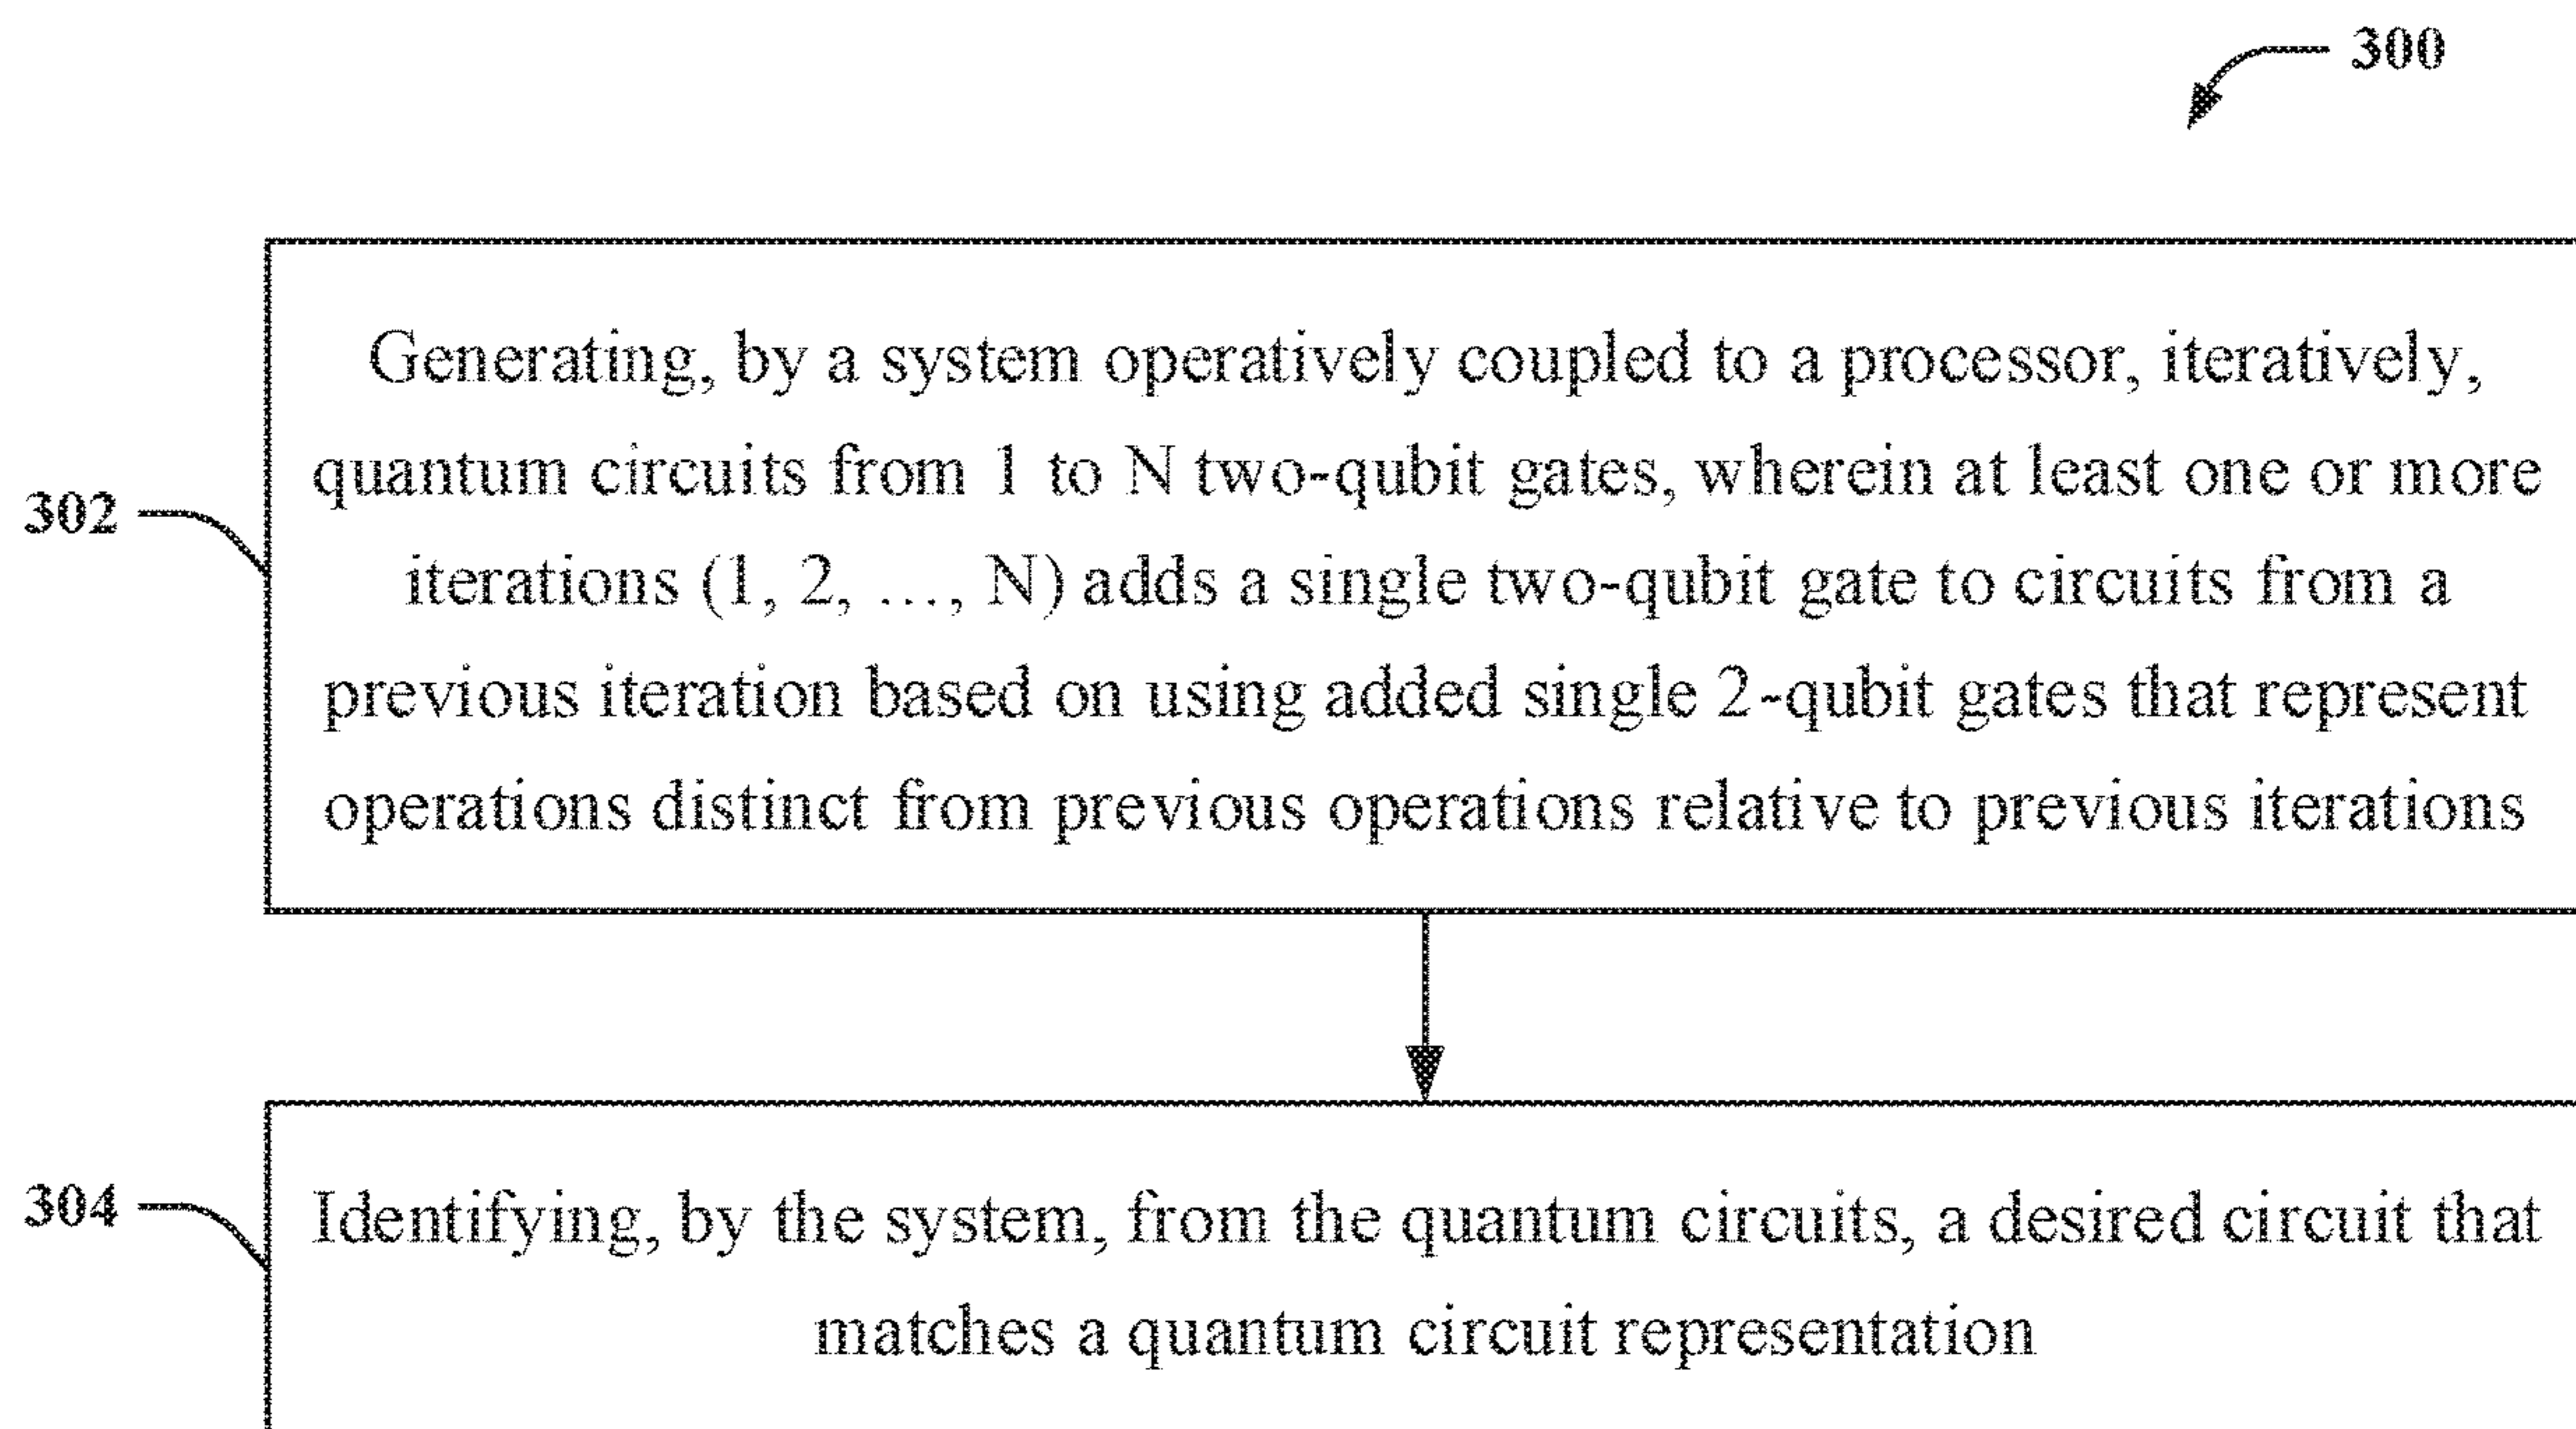 300
Generating, by a system operatively coupled to a processor, iteratively,
quantum circuits from 1 to N two-qubit gates, wherein at least one or more
302
iterations (1, 2, …, N) adds a single two-qubit gate to circuits from a
previous iteration based on using added single 2-qubit gates that represent
operations distinct from previous operations relative to previous iterations
304
Identifying, by the system, from the quantum circuits, a desired circuit that
matches a quantum circuit representation